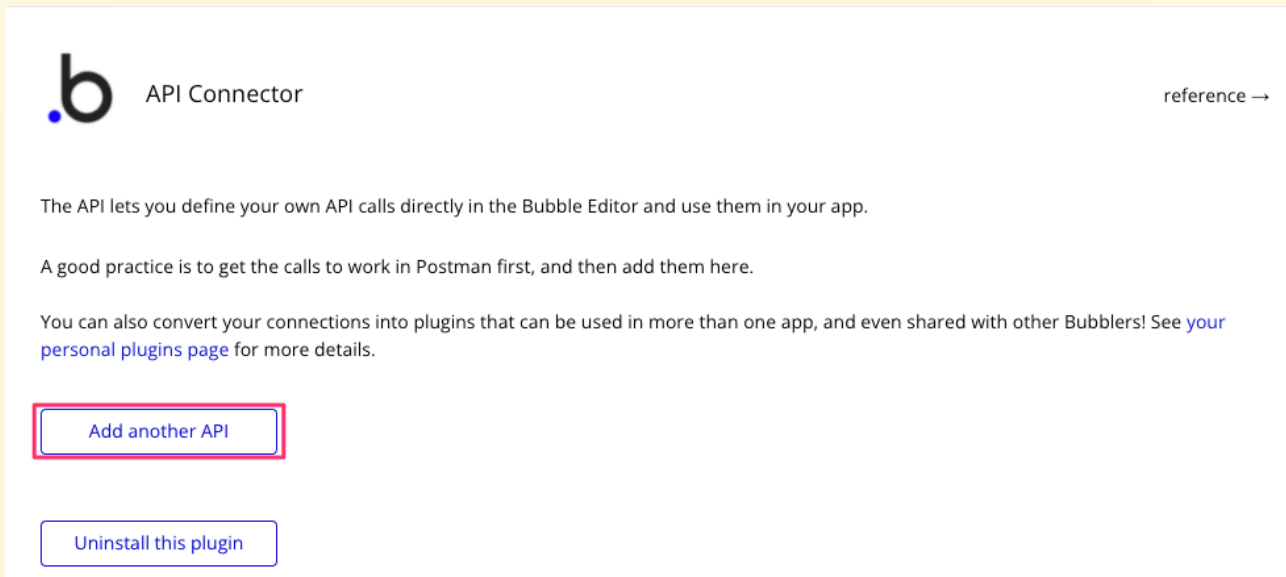 API Connector
reference →
The API lets you define your own API calls directly in the Bubble Editor and use them in your app.
A good practice is to get the calls to work in Postman first, and then add them here.
You can also convert your connections into plugins that can be used in more than one app, and even shared with other Bubblers! See your
personal plugins page for more details.
Add another API
Uninstall this plugin